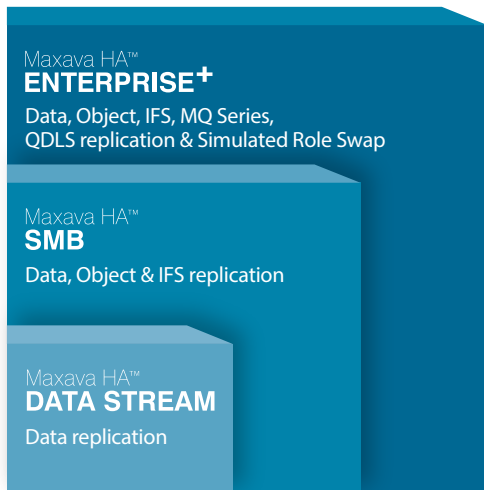 Maxava HA™
ENTERPRISE+
Data, Object, IFS, MQ Series,
QDLS replication & Simulated Role Swap
Maxava HA™
SMB
Data, Object & IFS replication
Maxava HA™
DATA STREAM
Data replication